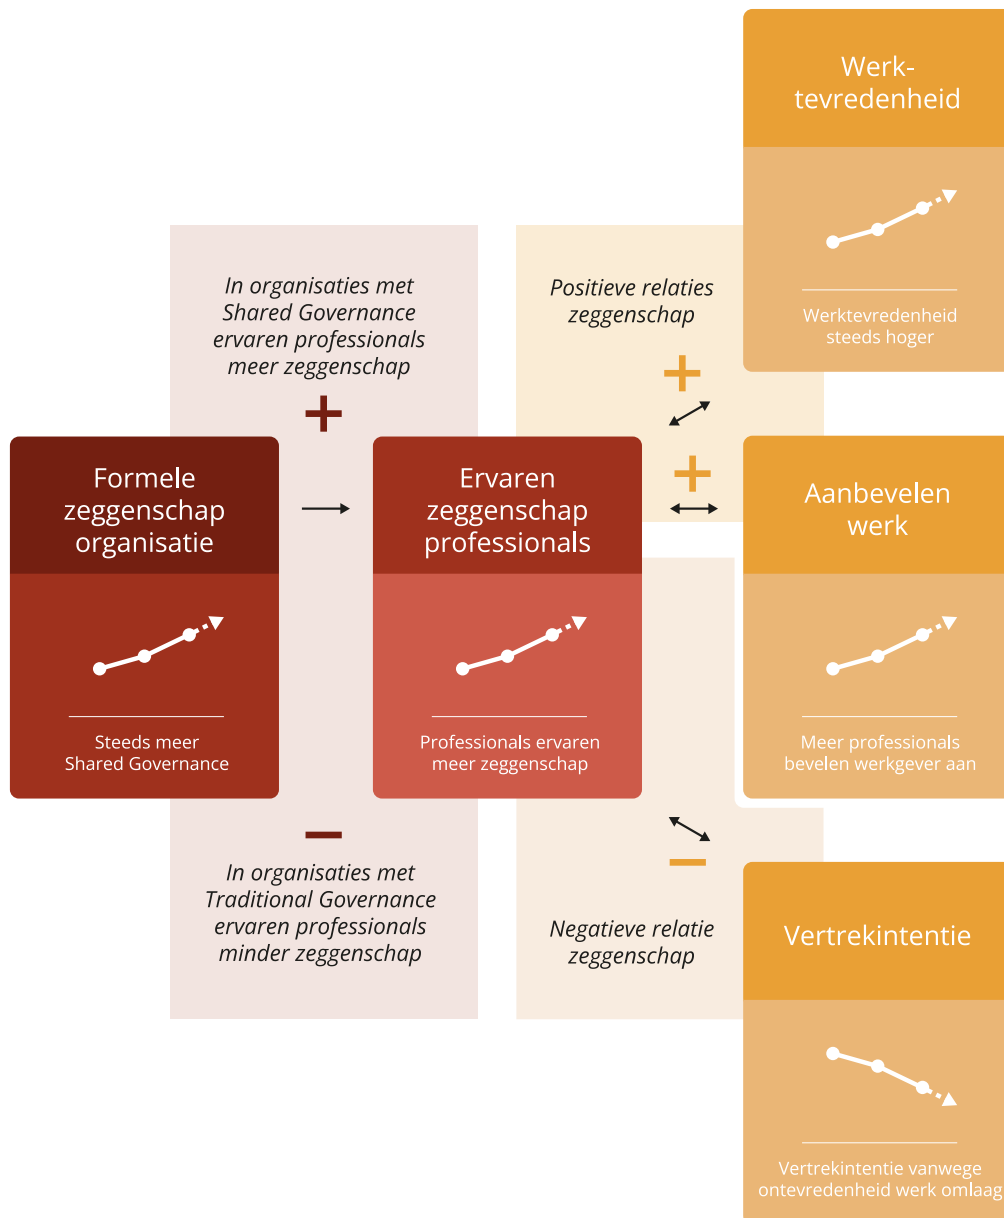 Werk-
tevredenheid
Werktevredenheid
steeds hoger
In organisaties met
Shared Governance
ervaren professionals
meer zeggenschap
+
Positieve relaties
zeggenschap
+
+
Formele
zeggenschap
organisatie
Steeds meer
Shared Governance
Ervaren
zeggenschap
professionals
Professionals ervaren
meer zeggenschap
Aanbevelen
werk
Meer professionals
bevelen werkgever aan
−
In organisaties met
Traditional Governance
ervaren professionals
minder zeggenschap
−
Negatieve relatie
zeggenschap
Vertrekintentie
Vertrekintentie vanwege
ontevredenheid werk omlaag